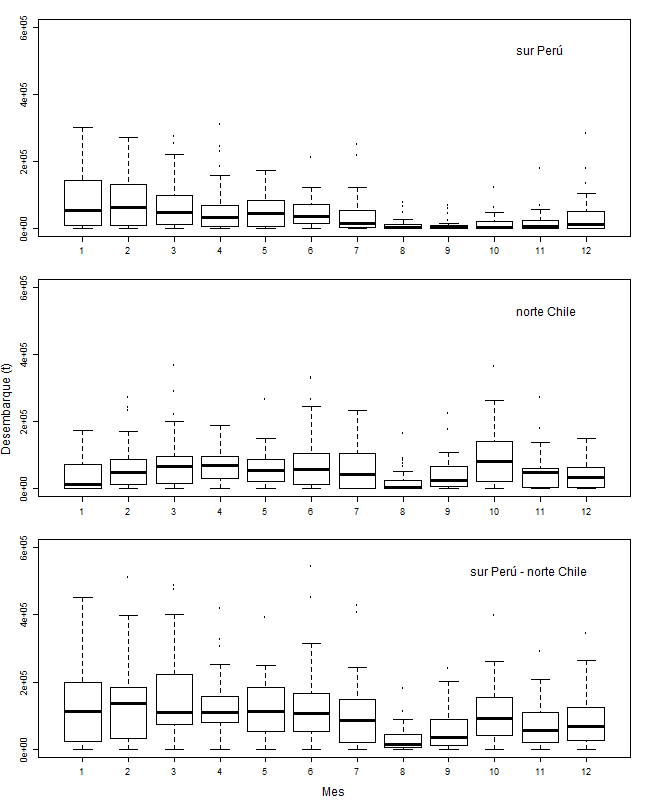 sur Perú
6e+05
4e+05
2e+05
0e+00
1 2 3 4 5 6 7 8 9 10 11 12
norte Chile
6e+05
4e+05
2e+05
0e+00
1 2 3 4 5 6 7 8 9 10 11 12
Desembarque (t)
sur Perú - norte Chile
6e+05
4e+05
2e+05
0e+00
1 2 3 4 5 6 7 8 9 10 11 12
Mes